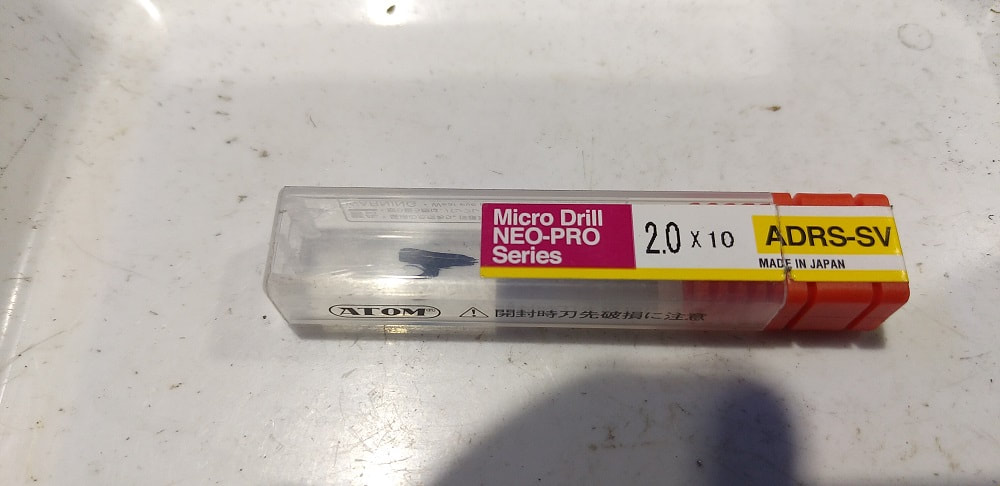 WARNING
Micro Drill
NEO-PRO
Series
2.0 X 10
ADRS-SV
MADE IN JAPAN
ATOM®
⚠開封時刃先破損に注意